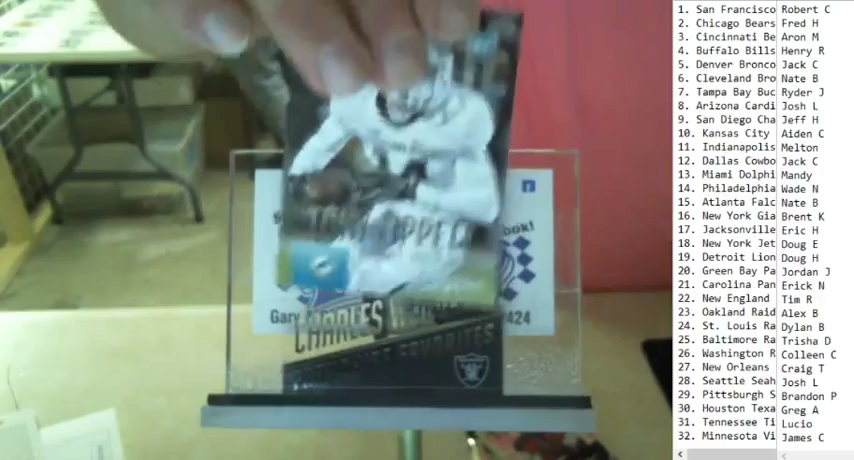 1. San Francisco Robert C
2. Chicago Bears Fred H
3. Cincinnati Be Aron M
4. Buffalo Bills Henry R
5. Denver Bronco Jack C
6. Cleveland Bro Nate B
7. Tampa Bay Buc Ryder J
8. Arizona Cardi Josh L
9. San Diego Cha Jeff H
10. Kansas City Aiden C
11. Indianapolis Melton
12. Dallas Cowbo Jack C
13. Miami Dolphi Mandy
14. Philadelphia Wade N
15. Atlanta Falc Nate B
16. New York Gia Brent K
17. Jacksonville Eric H
18. New York Jet Doug E
19. Detroit Lion Doug H
20. Green Bay Pa Jordan J
21. Carolina Pan Erick N
22. New England Tim R
23. Oakland Raid Alex B
24. St. Louis Ra Dylan B
25. Baltimore Ra Trisha D
26. Washington R Colleen C
27. New Orleans Craig T
28. Seattle Seah Josh L
29. Pittsburgh S Brandon P
30. Houston Texa Greg A
31. Tennessee Ti Lucio
32. Minnesota Vi James C
ook!
Gary
CHARLES
2424
FAVORITES